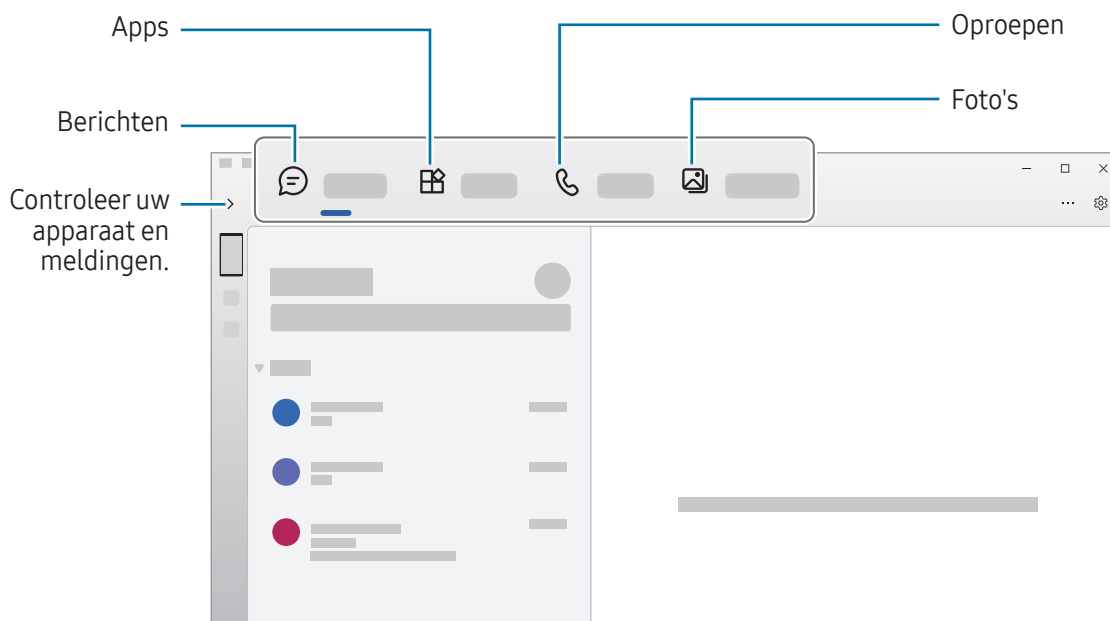 Apps
Oproepen
Foto's
Berichten
Controleer uw
apparaat en
meldingen.